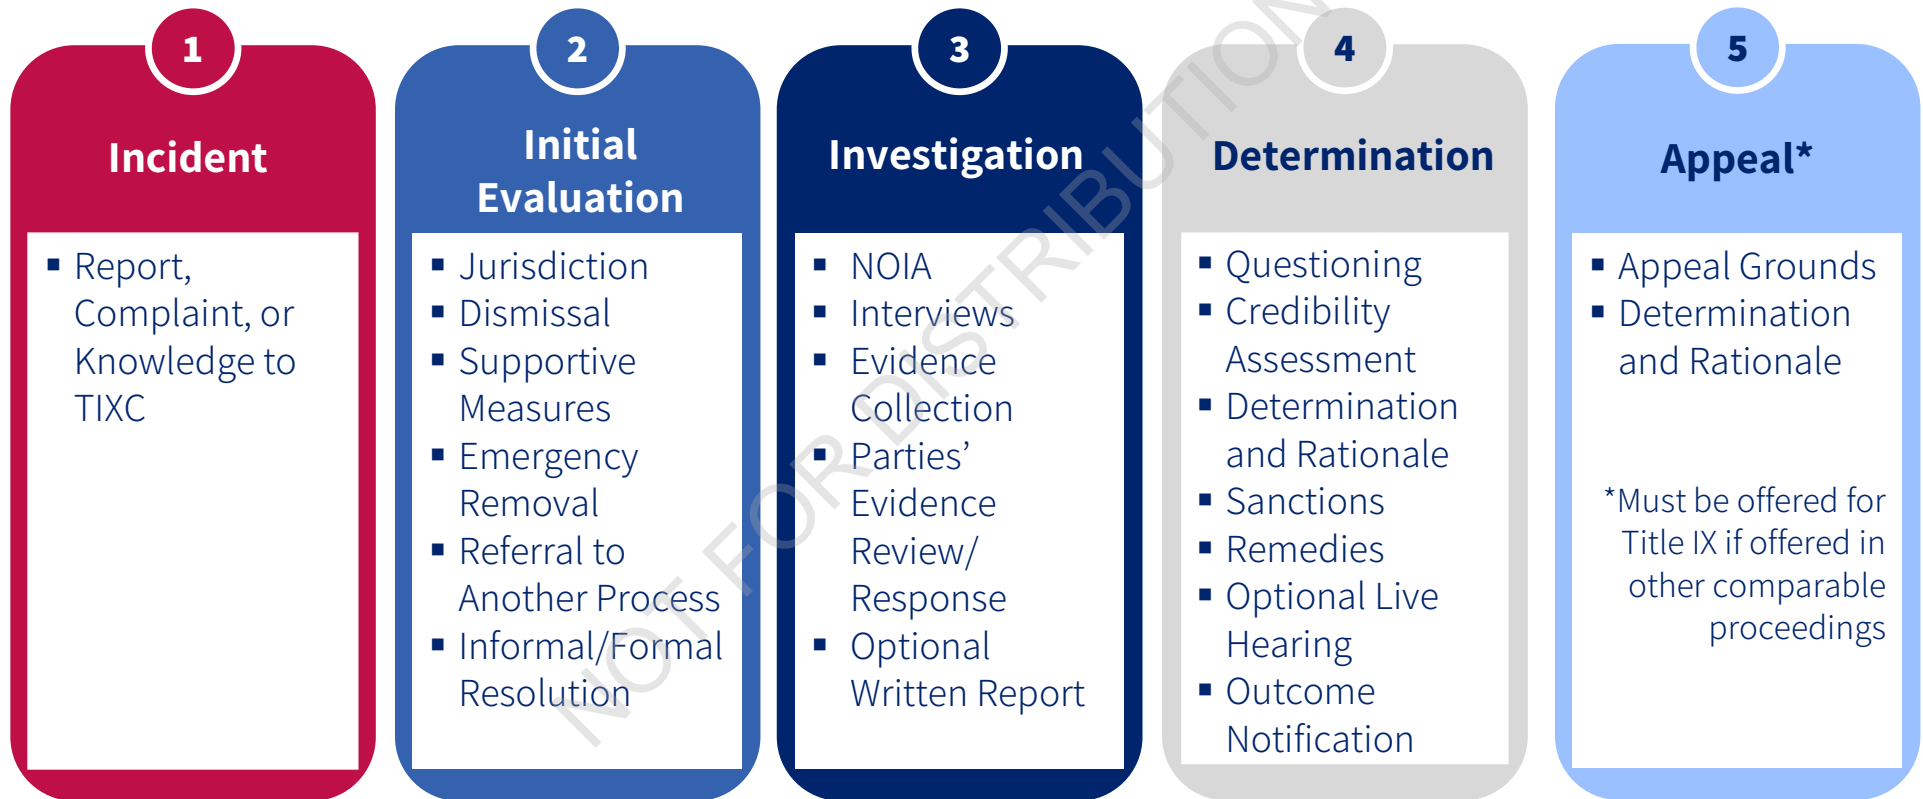 1
Incident
▪ Report,
Complaint, or
Knowledge to
TIXC
2
Initial
Evaluation
▪ Jurisdiction
▪ Dismissal
▪ Supportive
Measures
▪ Emergency
Removal
▪ Referral to
Another Process
▪ Informal/Formal
Resolution
3
Investigation
▪ NOIA
▪ Interviews
▪ Evidence
Collection
▪ Parties’
Evidence
Review/
Response
▪ Optional
Written Report
4
Determination
▪ Questioning
▪ Credibility
Assessment
▪ Determination
and Rationale
▪ Sanctions
▪ Remedies
▪ Optional Live
Hearing
▪ Outcome
Notification
5
Appeal*
▪ Appeal Grounds
▪ Determination
and Rationale
*Must be offered for
Title IX if offered in
other comparable
proceedings
NOT FOR DISTRIBUTION